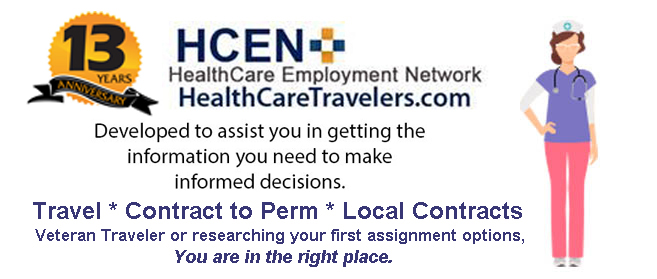 13
YEARS
ANNIVERSARY
HCEN
HealthCare Employment Network
HealthCareTravelers.com
Developed to assist you in getting the
information you need to make
informed decisions.
Travel * Contract to Perm * Local Contracts
Veteran Traveler or researching your first assignment options,
You are in the right place.